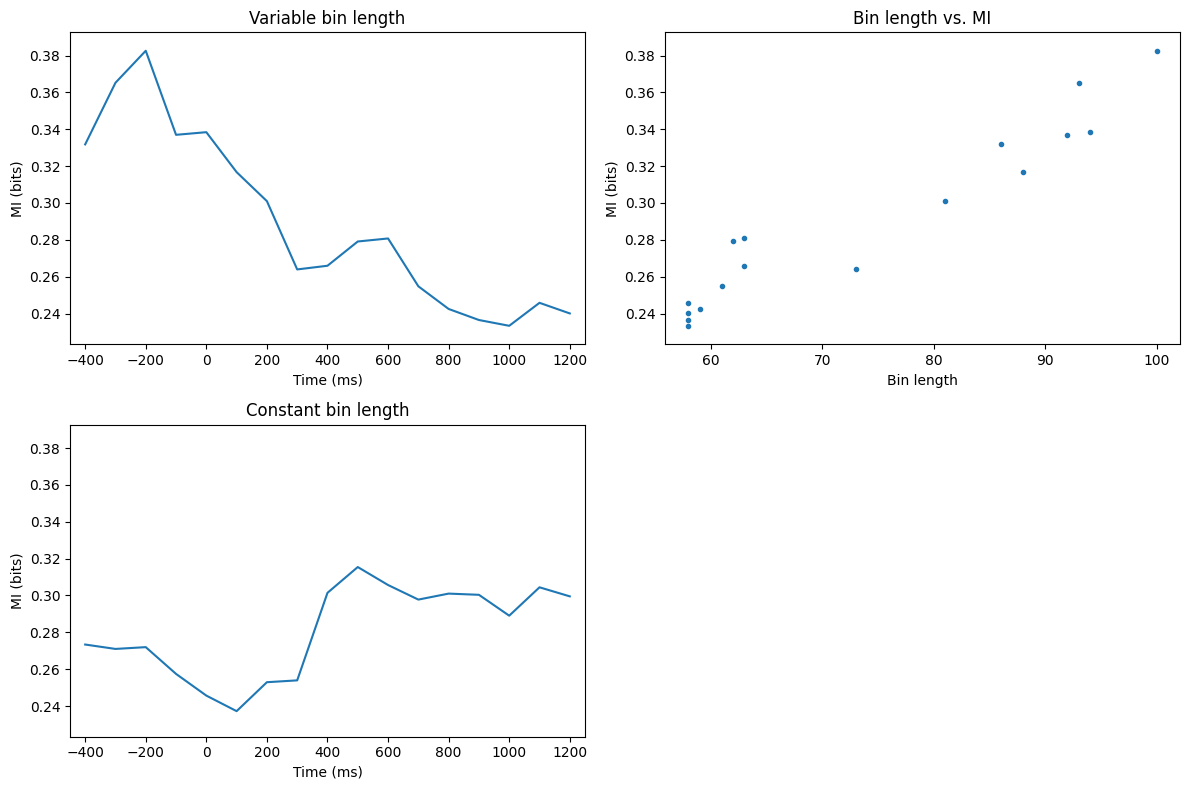 Variable bin length
MI (bits)
0.38
0.36
0.34
0.32
0.30
0.28
0.26
0.24
−400 −200 0 200 400 600 800 1000 1200
Time (ms)
Bin length vs. MI
MI (bits)
0.38
0.36
0.34
0.32
0.30
0.28
0.26
0.24
60 70 80 90 100
Bin length
Constant bin length
MI (bits)
0.38
0.36
0.34
0.32
0.30
0.28
0.26
0.24
−400 −200 0 200 400 600 800 1000 1200
Time (ms)